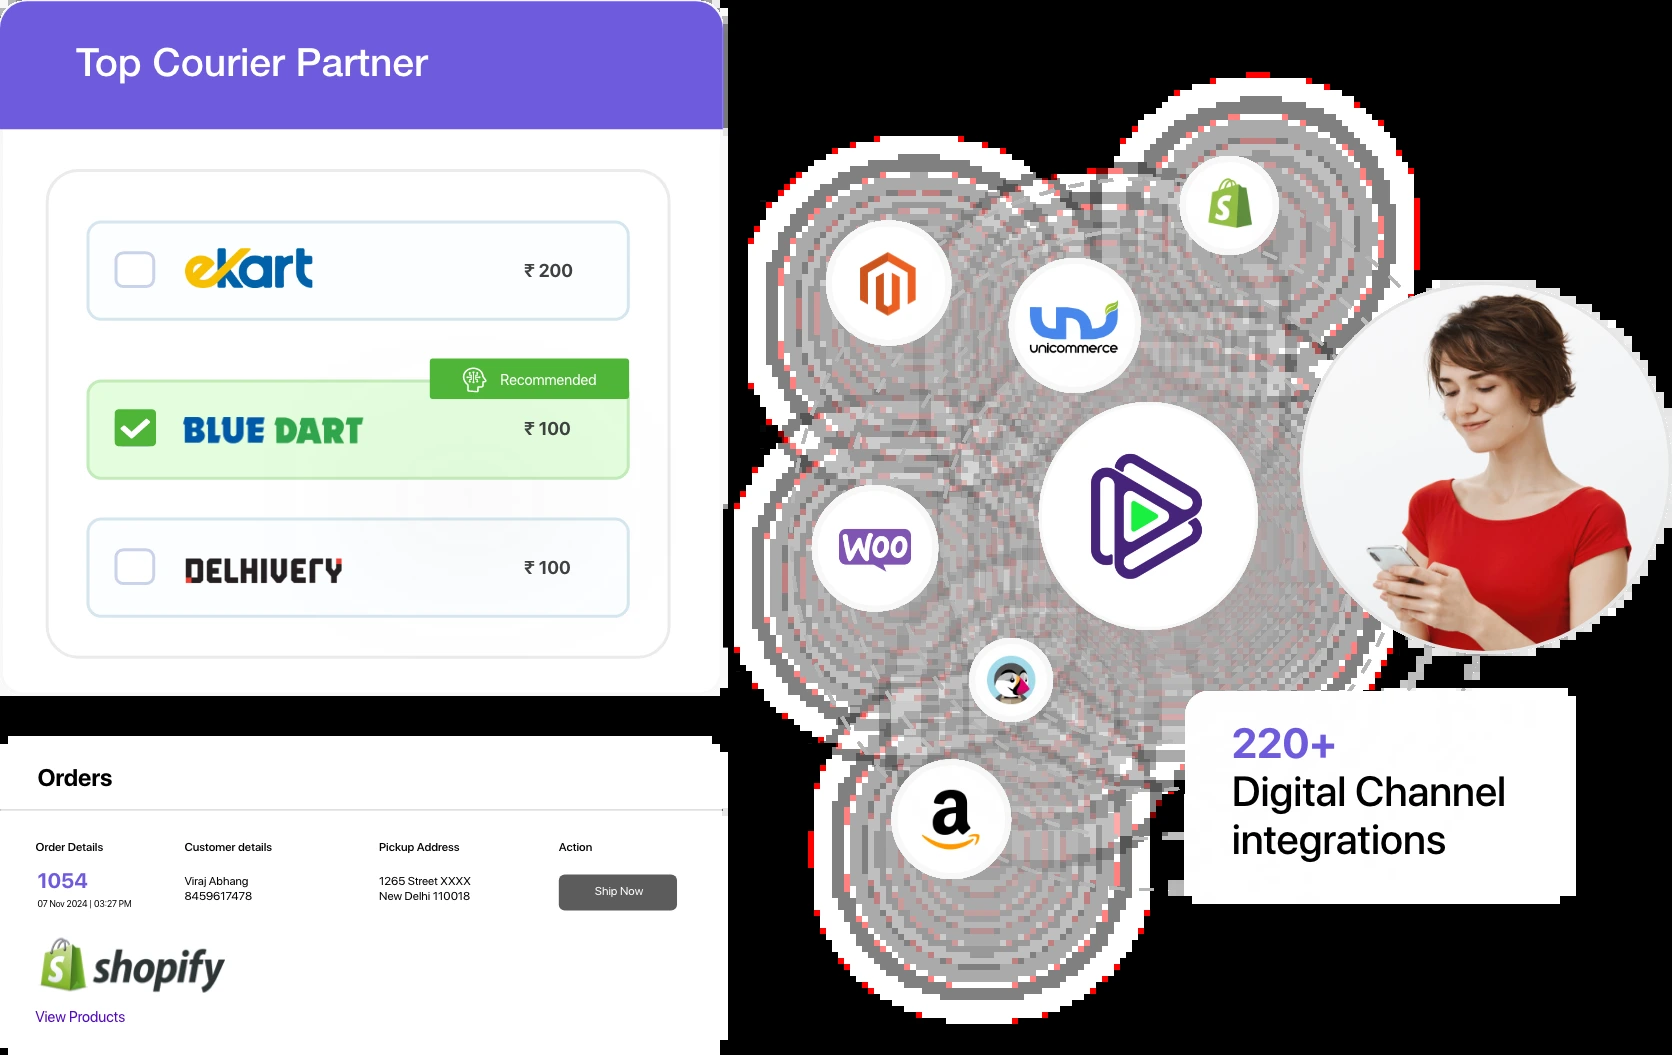 Top Courier Partner
ekart
₹ 200
Recommended
BLUE DART
₹ 100
DELHIVERY
₹ 100
Orders
Order Details
Customer details
Pickup Address
Action
1054
07 Nov 2024 | 03:27 PM
Viraj Abhang
8459617478
1265 Street XXXX
New Delhi 110018
Ship Now
shopify
View Products
S
unicommerce
WOO
a
220+
Digital Channel
integrations